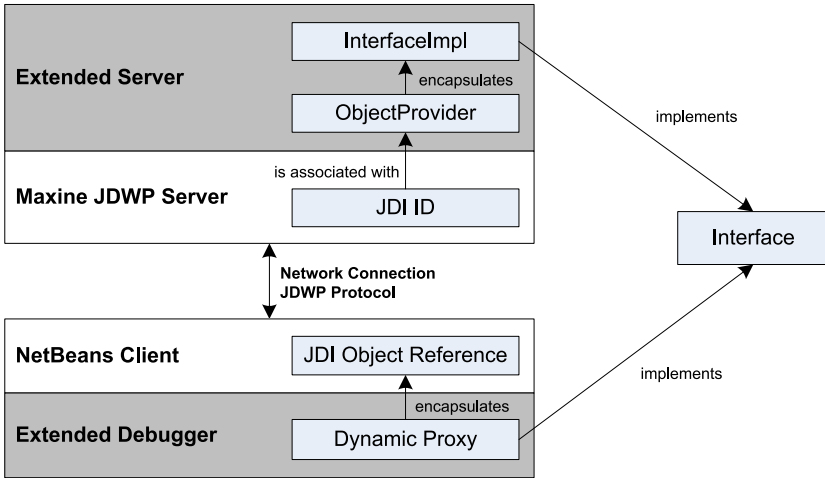 InterfaceImpl
Extended Server
encapsulates
ObjectProvider
implements
is associated with
Maxine JDWP Server
JDI ID
Interface
Network Connection
JDWP Protocol
NetBeans Client
JDI Object Reference
implements
encapsulates
Extended Debugger
Dynamic Proxy